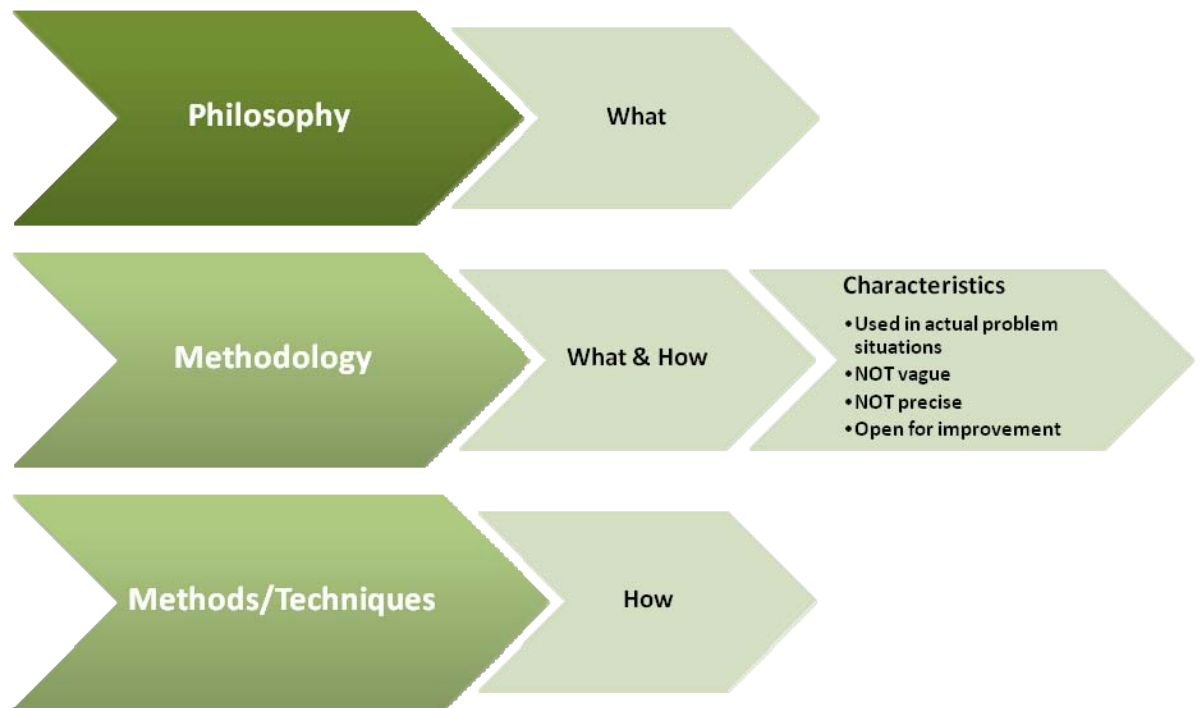 Philosophy
What
Methodology
What & How
Characteristics
•Used in actual problem
situations
•NOT vague
•NOT precise
•Open for improvement
Methods/Techniques
How